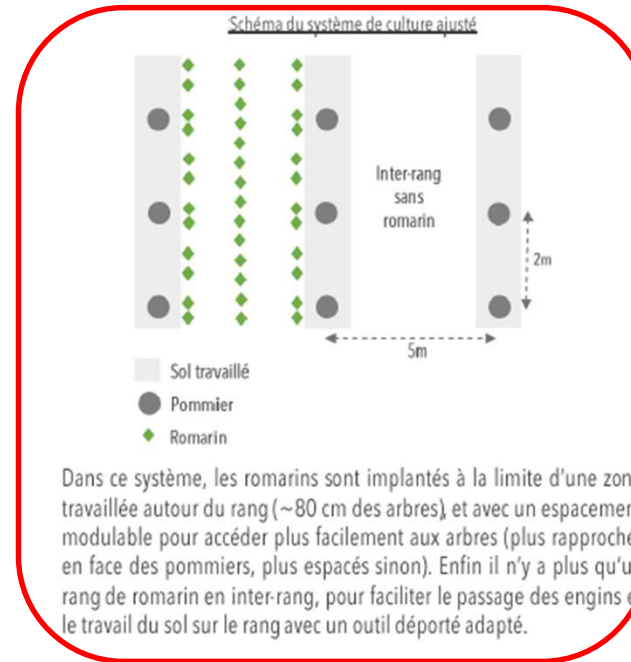 Schéma du système de culture ajusté
Inter-rang
sans
romarin
2m
5m
Sol travaillé
Pommier
Romarin
Dans ce système, les romarins sont implantés à la limite d'une zon
travaillée autour du rang (~80 cm des arbres), et avec un espacemen
modulable pour accéder plus facilement aux arbres (plus rapproché
en face des pommiers, plus espacés sinon). Enfin il n'y a plus qu'u
rang de romarin en inter-rang, pour faciliter le passage des engins e
le travail du sol sur le rang avec un outil déporté adapté.